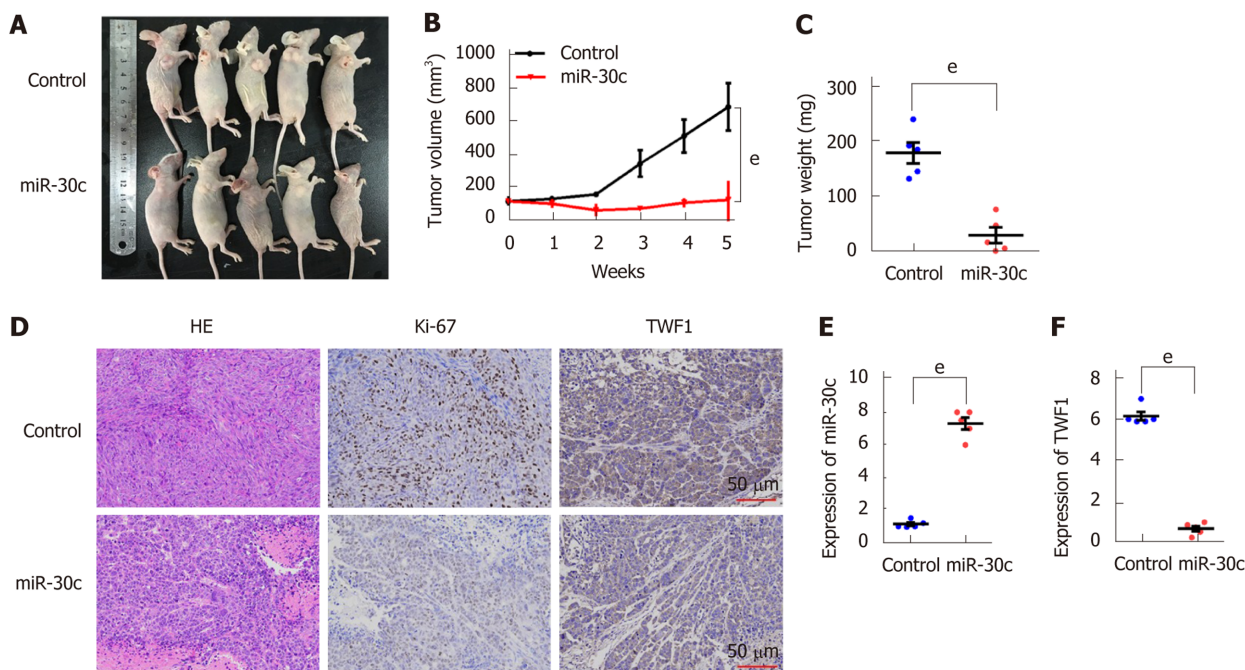 A
Control
miR-30c
B
Tumor volume (mm³)
1000
800
600
400
200
0
Control
miR-30c
e
0 1 2 3 4 5
Weeks
C
Tumor weight (mg)
300
200
100
0
e
Control miR-30c
D
HE Ki-67 TWF1
Control
50 μm
miR-30c
50 μm
E
Expression of miR-30c
10
8
6
4
2
0
e
Control miR-30c
F
Expression of TWF1
8
6
4
2
0
e
Control miR-30c